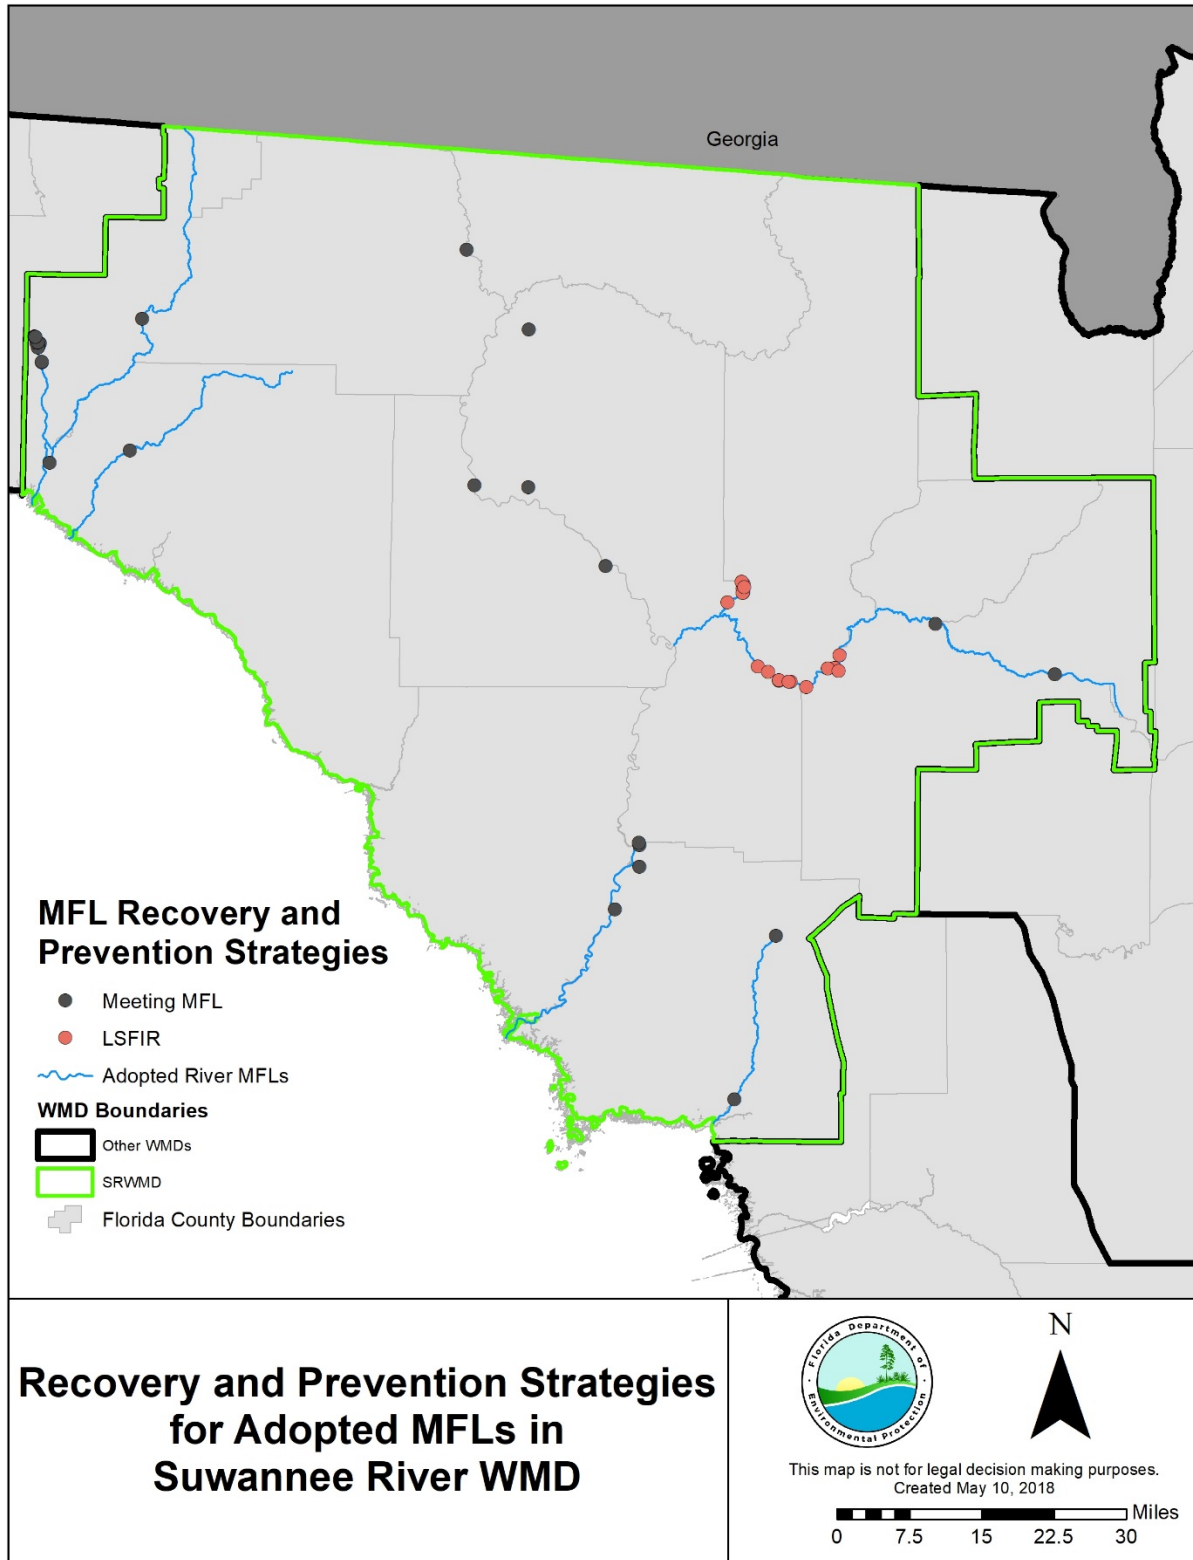 Georgia
MFL Recovery and
Prevention Strategies
Meeting MFL
LSFIR
Adopted River MFLs
WMD Boundaries
Other WMDs
SRWMD
Florida County Boundaries
Recovery and Prevention Strategies
for Adopted MFLs in
Suwannee River WMD
Florida Department of
Environmental Protection
N
This map is not for legal decision making purposes.
Created May 10, 2018
Miles
0 7.5 15 22.5 30